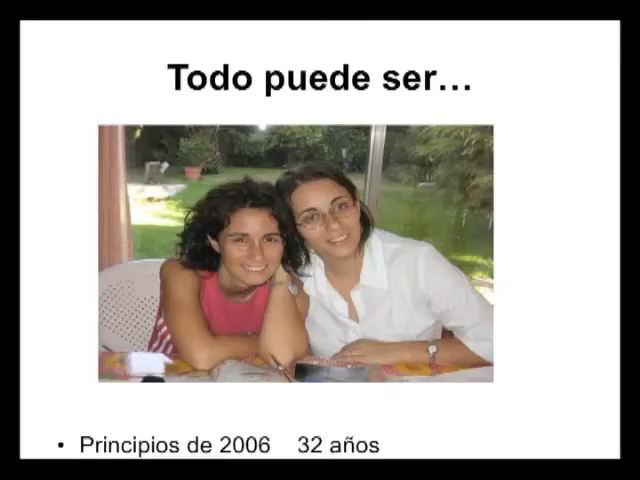 Todo puede ser…
• Principios de 2006 32 años